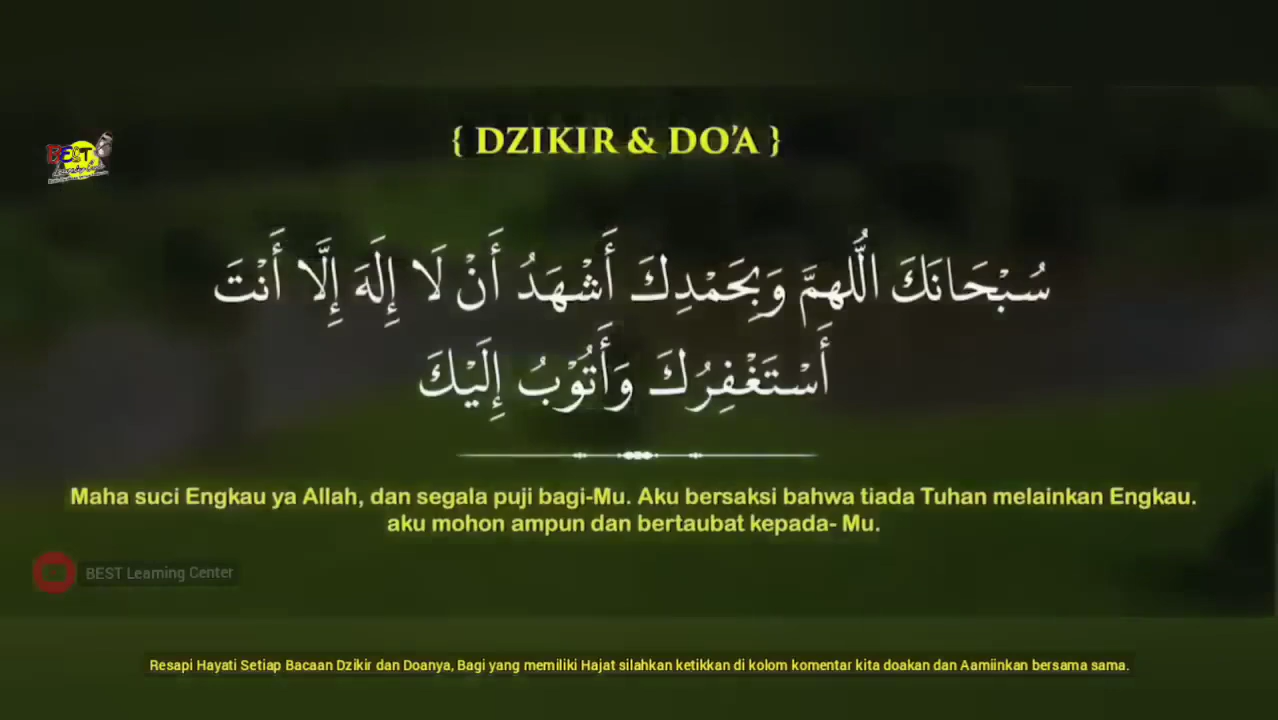 { DZIKIR & DO'A }
BEST
سُبْحَانَكَ اللَّهمَّ وَبِحَمْدِكَ أَشْهَدُ أَنْ لَا إِلَهَ إِلَّا أَنْتَ
أَسْتَغْفِرُكَ وَأَتُوْبُ إِلَيْكَ
Maha suci Engkau ya Allah, dan segala puji bagi-Mu. Aku bersaksi bahwa tiada Tuhan melainkan Engkau.
aku mohon ampun dan bertaubat kepada- Mu.
BEST Learning Center
Resapi Hayati Setiap Bacaan Dzikir dan Doanya, Bagi yang memiliki Hajat silahkan ketikkan di kolom komentar kita doakan dan Aamiinkan bersama sama.